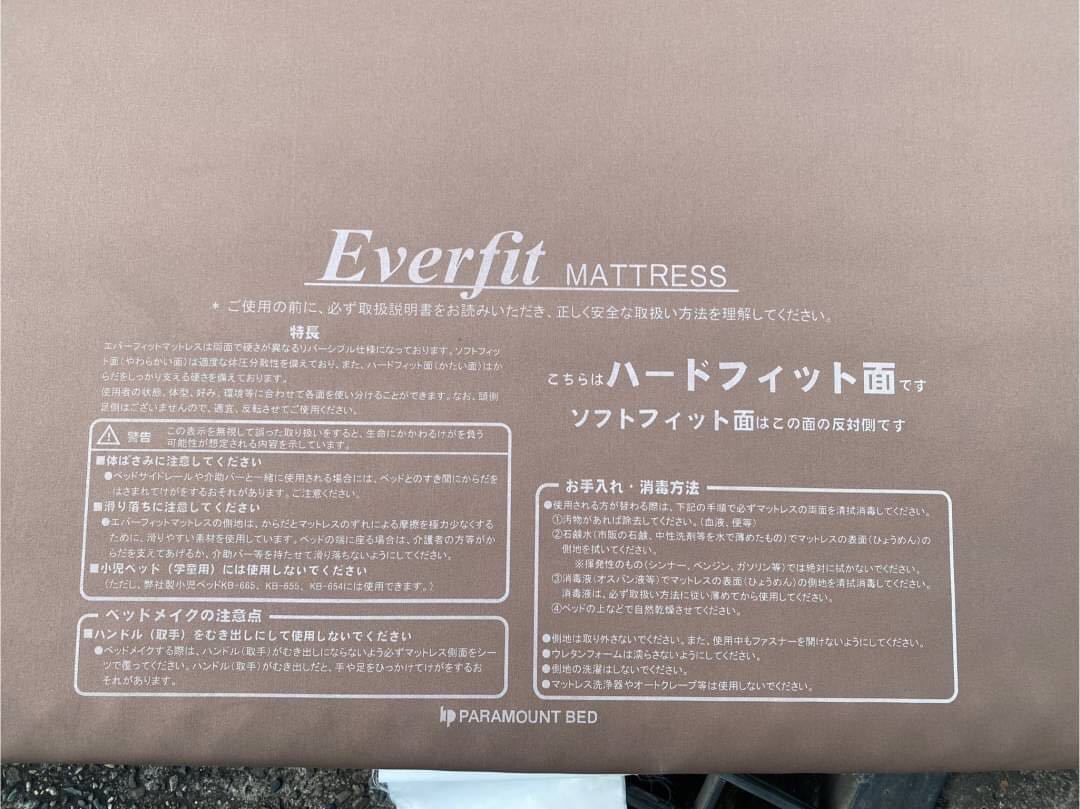 Everfit MATTRESS
* ご使用の前に、必ず取扱説明書をお読みいただき、正しく安全な取扱い方法を理解してください。
特長
エバーフィットマットレスは両面で硬さが異なるリバーシブル仕様になっております。ソフトフィッ
ト面(やわらかい面)は適度な体圧分散性を備えており、また、ハードフィット面(かたい面)はか
らだをしっかり支える硬さを備えております。
使用者の状態、体型、好み、環境等に合わせて各面を使い分けることができます。なお、頭側
足側はございませんので、適宜、反転させてご使用ください。
こちらはハードフィット面です
ソフトフィット面はこの面の反対側です
警告 この表示を無視して誤った取り扱いをすると、生命にかかわるけがを負う
可能性が想定される内容を示しています。
■体ばさみに注意してください
●ベッドサイドレールや介助バーと一緒に使用される場合には、ベッドとのすき間にからだを
はさまれてけがをするおそれがあります。ご注意ください。
■滑り落ちに注意してください
●エバーフィットマットレスの側地は、からだとマットレスのずれによる摩擦を極力少なくする
ために、滑りやすい素材を使用しています。ベッドの端に座る場合は、介護者の方等がか
らだを支えてあげるか、介助バー等を持たせて滑り落ちないようにしてください。
■小児ベッド(学童用)には使用しないでください
(ただし、弊社製小児ベッドKB-665、KB-655、KB-654には使用できます。)
ベッドメイクの注意点
■ハンドル(取手)をむき出しにして使用しないでください
●ベッドメイクする際は、ハンドル(取手)がむき出しにならないよう必ずマットレス側面をシー
ツで覆ってください。ハンドル(取手)がむき出しだと、手や足をひっかけてけがをするお
それがあります。
お手入れ・消毒方法
●使用される方が替わる際は、下記の手順で必ずマットレスの両面を清拭消毒してください。
①汚物があれば除去してください。(血液、便等)
②石鹸水(市販の石鹸、中性洗剤等を水で薄めたもの)でマットレスの表面(ひょうめん)の
側地を拭いてください。
※揮発性のもの(シンナー、ベンジン、ガソリン等)では絶対に拭かないでください。
③消毒液(オスバン液等)でマットレスの表面(ひょうめん)の側地を清拭消毒してください。
消毒液は、必ず取扱い方法に従い薄めてから使用してください。
④ベッドの上などで自然乾燥させてください。
●側地は取り外さないでください。また、使用中もファスナーを開けないようにしてください。
●ウレタンフォームは濡らさないようにしてください。
●側地の洗濯はしないでください。
●マットレス洗浄器やオートクレーブ等は使用しないでください。
PARAMOUNT BED